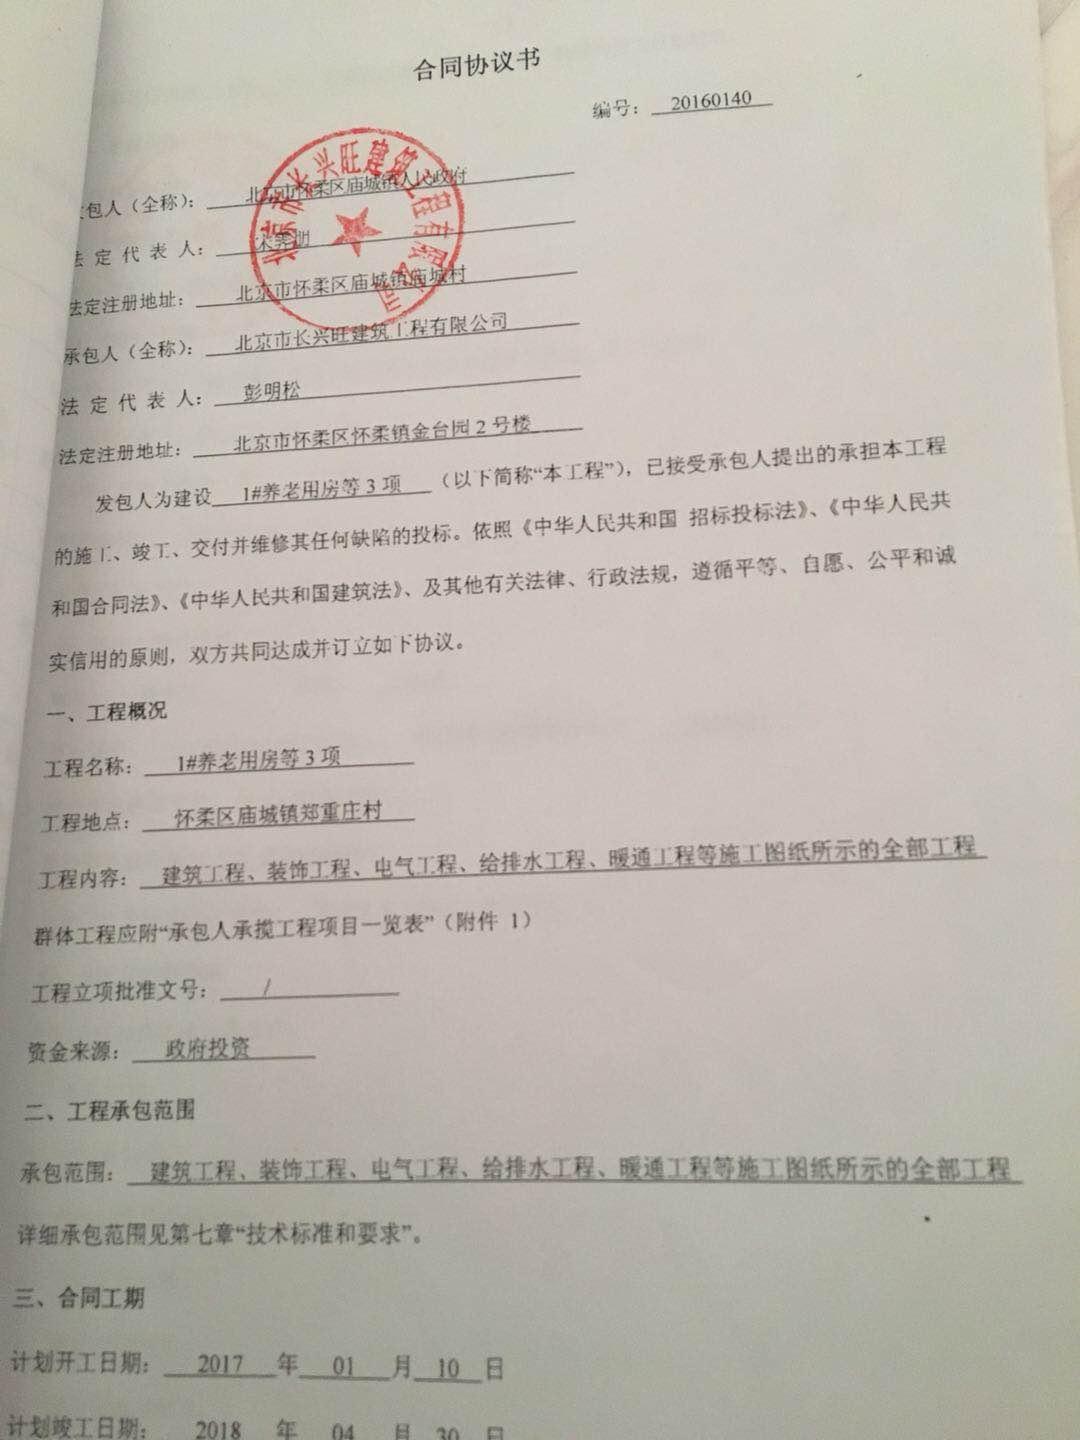 合同协议书
编号： 20160140
包人（全称）： 北京市怀柔区庙城镇人民政府
法 定 代 表 人：
法定注册地址： 北京市怀柔区庙城镇庙城村
承包人（全称）： 北京市长兴旺建筑工程有限公司
法 定 代 表 人： 彭明松
法定注册地址： 北京市怀柔区怀柔镇金台园 2 号楼
发包人为建设 1#养老用房等 3 项 （以下简称“本工程”），已接受承包人提出的承担本工程
的施工、竣工、交付并维修其任何缺陷的投标。依照《中华人民共和国 招标投标法》、《中华人民共
和国合同法》、《中华人民共和国建筑法》、及其他有关法律、行政法规，遵循平等、自愿、公平和诚
实信用的原则，双方共同达成并订立如下协议。
一、工程概况
工程名称： 1#养老用房等 3 项
工程地点： 怀柔区庙城镇郑重庄村
工程内容： 建筑工程、装饰工程、电气工程、给排水工程、暖通工程等施工图纸所示的全部工程
群体工程应附“承包人承揽工程项目一览表”（附件 1）
工程立项批准文号： /
资金来源： 政府投资
二、工程承包范围
承包范围： 建筑工程、装饰工程、电气工程、给排水工程、暖通工程等施工图纸所示的全部工程
详细承包范围见第七章“技术标准和要求”。
三、合同工期
计划开工日期： 2017 年 01 月 10 日
计划竣工日期： 2018 年 04 月 30 日
北京市长兴旺建筑工程有限公司